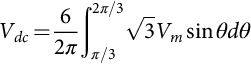 $V_{dc} = \frac{6}{2\pi} \int_{\pi/3}^{2\pi/3} \sqrt{3} V_m \sin\theta d\theta$